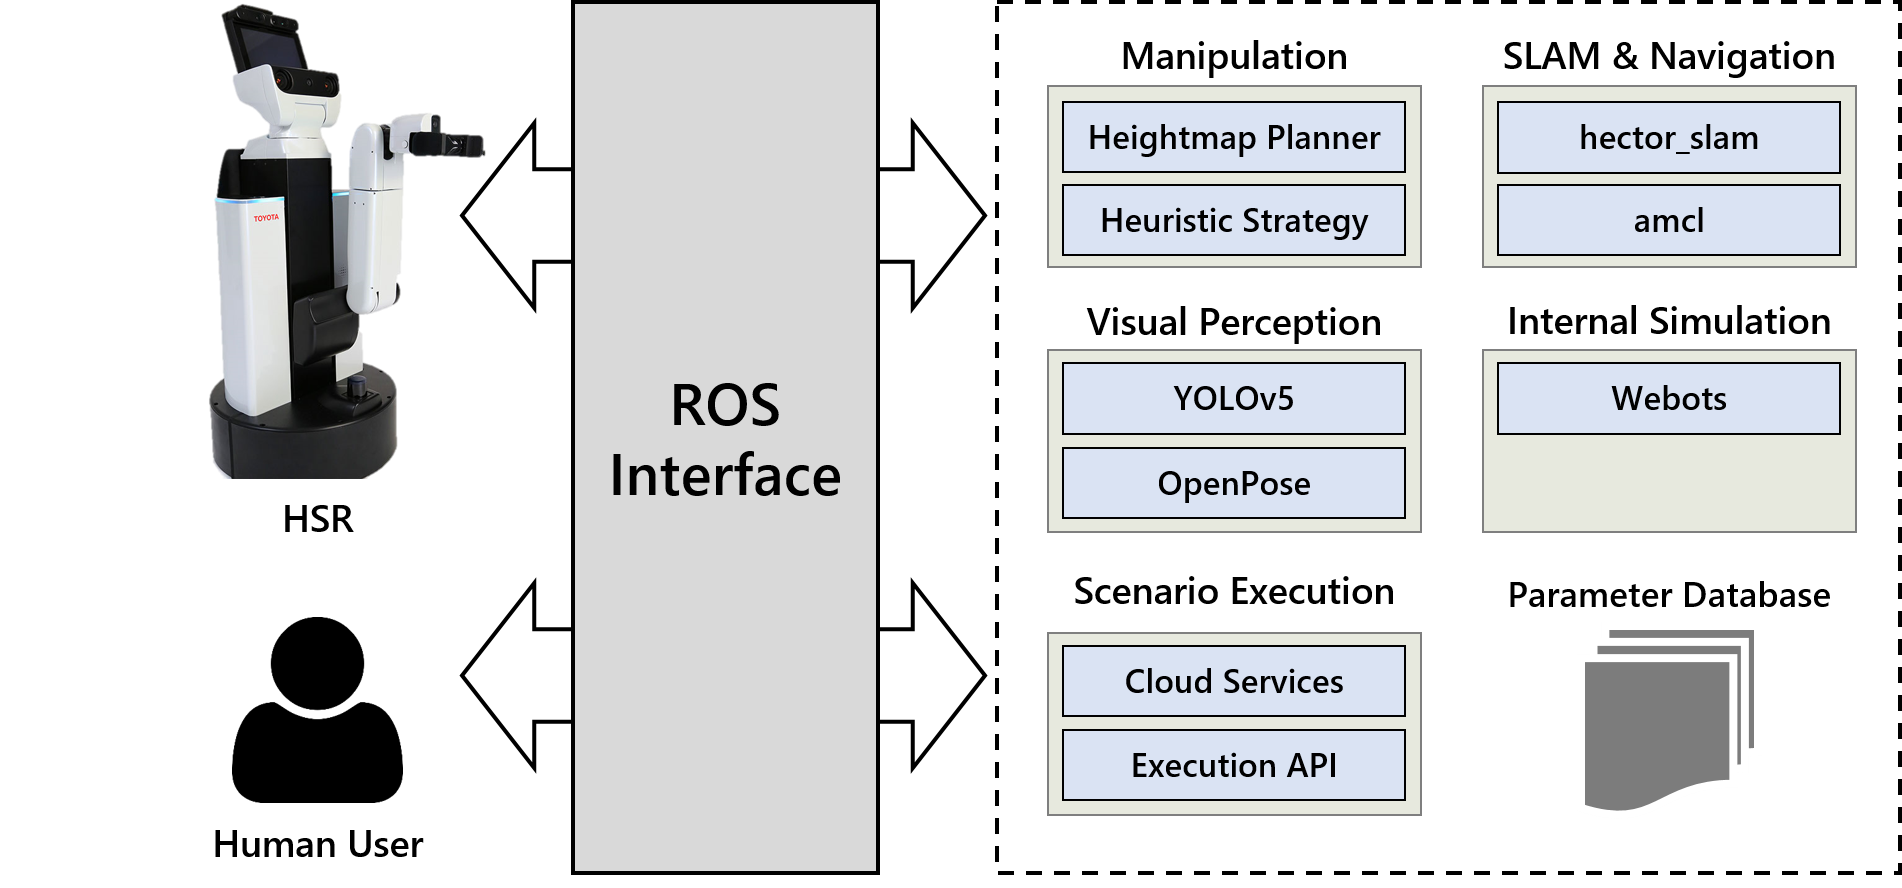 TOYOTA
HSR
Human User
ROS
Interface
Manipulation
Heightmap Planner
Heuristic Strategy
SLAM & Navigation
hector_slam
amcl
Visual Perception
YOLOv5
OpenPose
Internal Simulation
Webots
Scenario Execution
Cloud Services
Execution API
Parameter Database